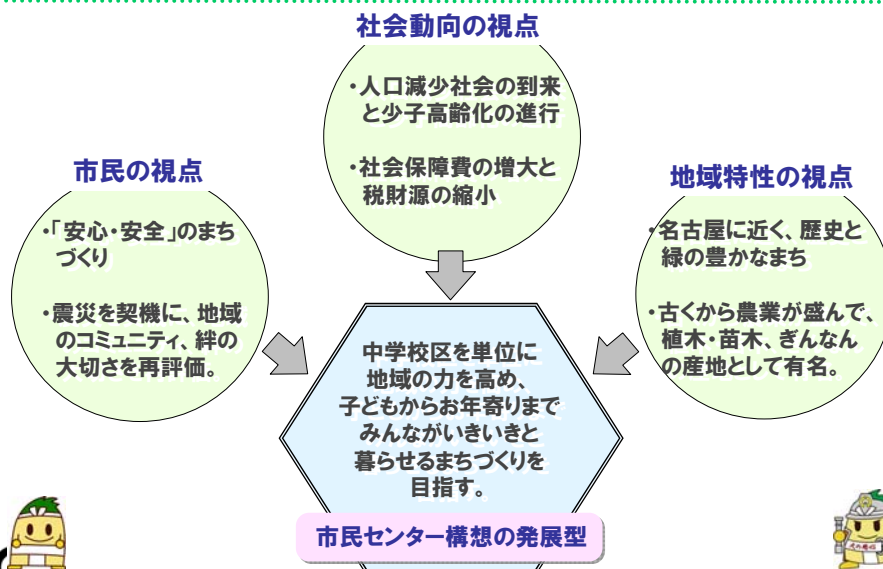 社会動向の視点
・人口減少社会の到来
と少子高齢化の進行
・社会保障費の増大と
税財源の縮小
市民の視点
・「安心・安全」のまち
づくり
・震災を契機に、地域
のコミュニティ、絆の
大切さを再評価。
地域特性の視点
・名古屋に近く、歴史と
緑の豊かなまち
・古くから農業が盛んで、
植木・苗木、ぎんなん
の産地として有名。
中学校区を単位に
地域の力を高め、
子どもからお年寄りまで
みんながいきいきと
暮らせるまちづくりを
目指す。
市民センター構想の発展型